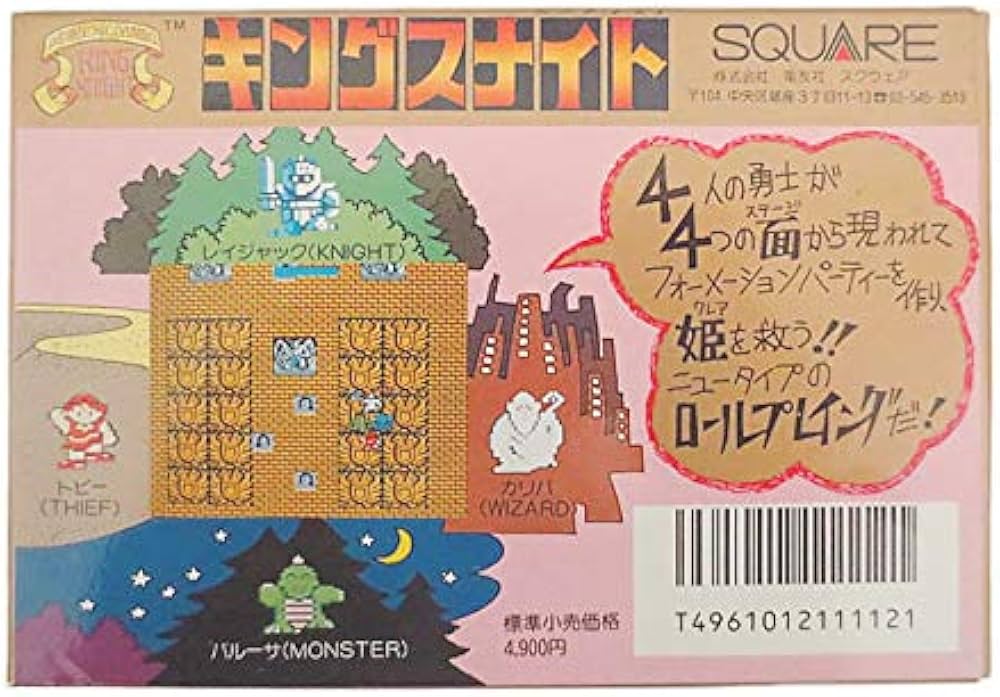 KING
KNIGHT
TM
キングスナイト
SQUARE
株式会社 電友社 スクウェア
〒104 中央区銀座3丁目11-13☎03-545-3519
レイジャック(KNIGHT)
トビー
(THIEF)
カリバ
(WIZARD)
バルーサ(MONSTER)
4人の勇士が
4つの面から現われて
ステージ
フォーメーションパーティーを作り、
姫を救う!!
クレア
ニュータイプの
ロールプレイングだ!
標準小売価格
4,900円
T4961012111121